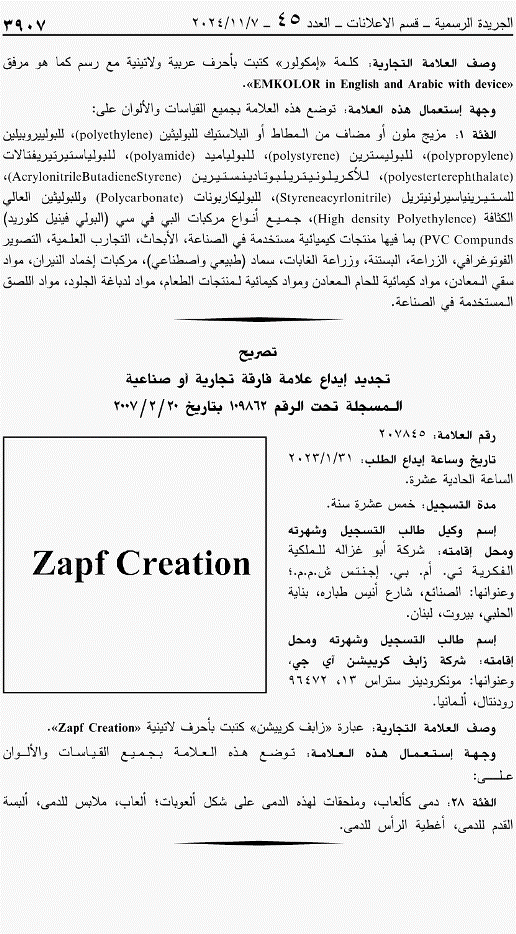 الجريدة الرسمية ــ قسم الاعلانات ــ العدد ٤٥ ــ ٢٠٢٤/١١/٧
٣٩٠٧
وصف العلامة التجارية: كلمة «إمكولور» كتبت بأحرف عربية ولاتينية مع رسم كما هو مرفق
«EMKOLOR in English and Arabic with device».
وجهة إستعمال هذه العلامة: توضع هذه العلامة بجميع القياسات والألوان على:
الفئة ١: مزيج ملون أو مضاف من المطاط أو البلاستيك للبوليثين (polyethylene)، للبوليبروبيلين
(polypropylene)، للبوليسترين (polystyrene)، للبولياميد (polyamide)، للبولياستيرتيريفتالات
(polyesterterephthalate)، للأكريلونيتريلبوتادينستيرين (AcrylonitrileButadieneStyrene)،
للستيرينياسيرلونيتريل (Styreneacyrlonitrile)، للبوليكاربونات (Polycarbonate) وللبوليثين العالي
الكثافة (High density Polyethylence)، جميع أنواع مركبات البي في سي (البولي فينيل كلوريد)
(PVC Compunds بما فيها منتجات كيميائية مستخدمة في الصناعة، الأبحاث، التجارب العلمية، التصوير
الفوتوغرافي، الزراعة، البستنة، وزراعة الغابات، سماد (طبيعي واصطناعي)، مركبات إخماد النيران، مواد
سقي المعادن، مواد كيمائية للحام المعادن ومواد كيمائية لمنتجات الطعام، مواد لدباغة الجلود، مواد اللصق
المستخدمة في الصناعة.
تصريح
تجديد إيداع علامة فارقة تجارية أو صناعية
المسجلة تحت الرقم ١٠٩٨٦٢ بتاريخ ٢٠٠٧/٢/٢٠
رقم العلامة: ٢٠٧٨٤٥
تاريخ وساعة إيداع الطلب: ٢٠٢٣/١/٣١
الساعة الحادية عشرة.
مدة التسجيل: خمس عشرة سنة.
إسم وكيل طالب التسجيل وشهرته
ومحل إقامته: شركة أبو غزاله للملكية
الفكرية تي. أم. بي. إجنتس ش.م.م.؛
وعنوانها: الصنائع، شارع أنيس طباره، بناية
الحلبي، بيروت، لبنان.
إسم طالب التسجيل وشهرته ومحل
إقامته: شركة زابف كرييشن آي جي،
وعنوانها: مونكرودينر ستراس ١٣، ٩٦٤٧٢
رودنتال، ألمانيا.
Zapf Creation
وصف العلامة التجارية: عبارة «زابف كرييشن» كتبت بأحرف لاتينية «Zapf Creation».
وجهة إستعمال هذه العلامة: توضع هذه العلامة بجميع القياسات والألوان
على:
الفئة ٢٨: دمى كألعاب، وملحقات لهذه الدمى على شكل ألعوبات؛ ألعاب، ملابس للدمى، ألبسة
القدم للدمى، أغطية الرأس للدمى.